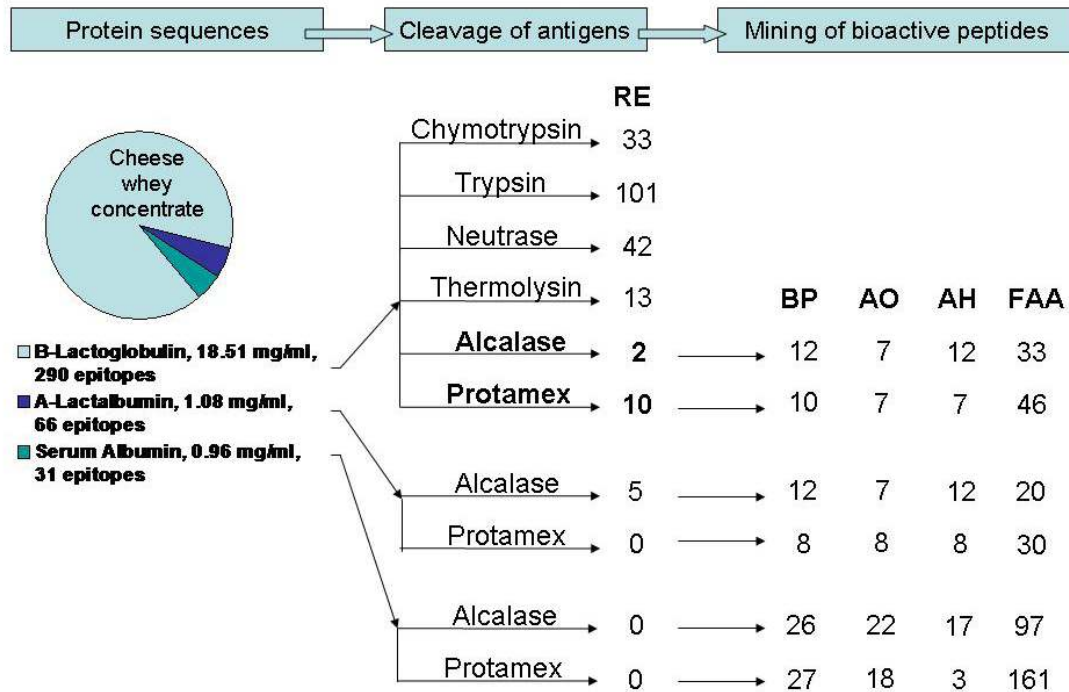 Protein sequences
Cleavage of antigens
Mining of bioactive peptides
RE
Chymotrypsin 33
Cheese
whey
concentrate
Trypsin 101
Neutrase 42
Thermolysin 13
BP AO AH FAA
B-Lactoglobulin, 18.51 mg/ml,
290 epitopes
Alcalase 2 12 7 12 33
A-Lactalbumin, 1.08 mg/ml,
66 epitopes
Protamex 10 10 7 7 46
Serum Albumin, 0.96 mg/ml,
31 epitopes
Alcalase 5 12 7 12 20
Protamex 0 8 8 8 30
Alcalase 0 26 22 17 97
Protamex 0 27 18 3 161